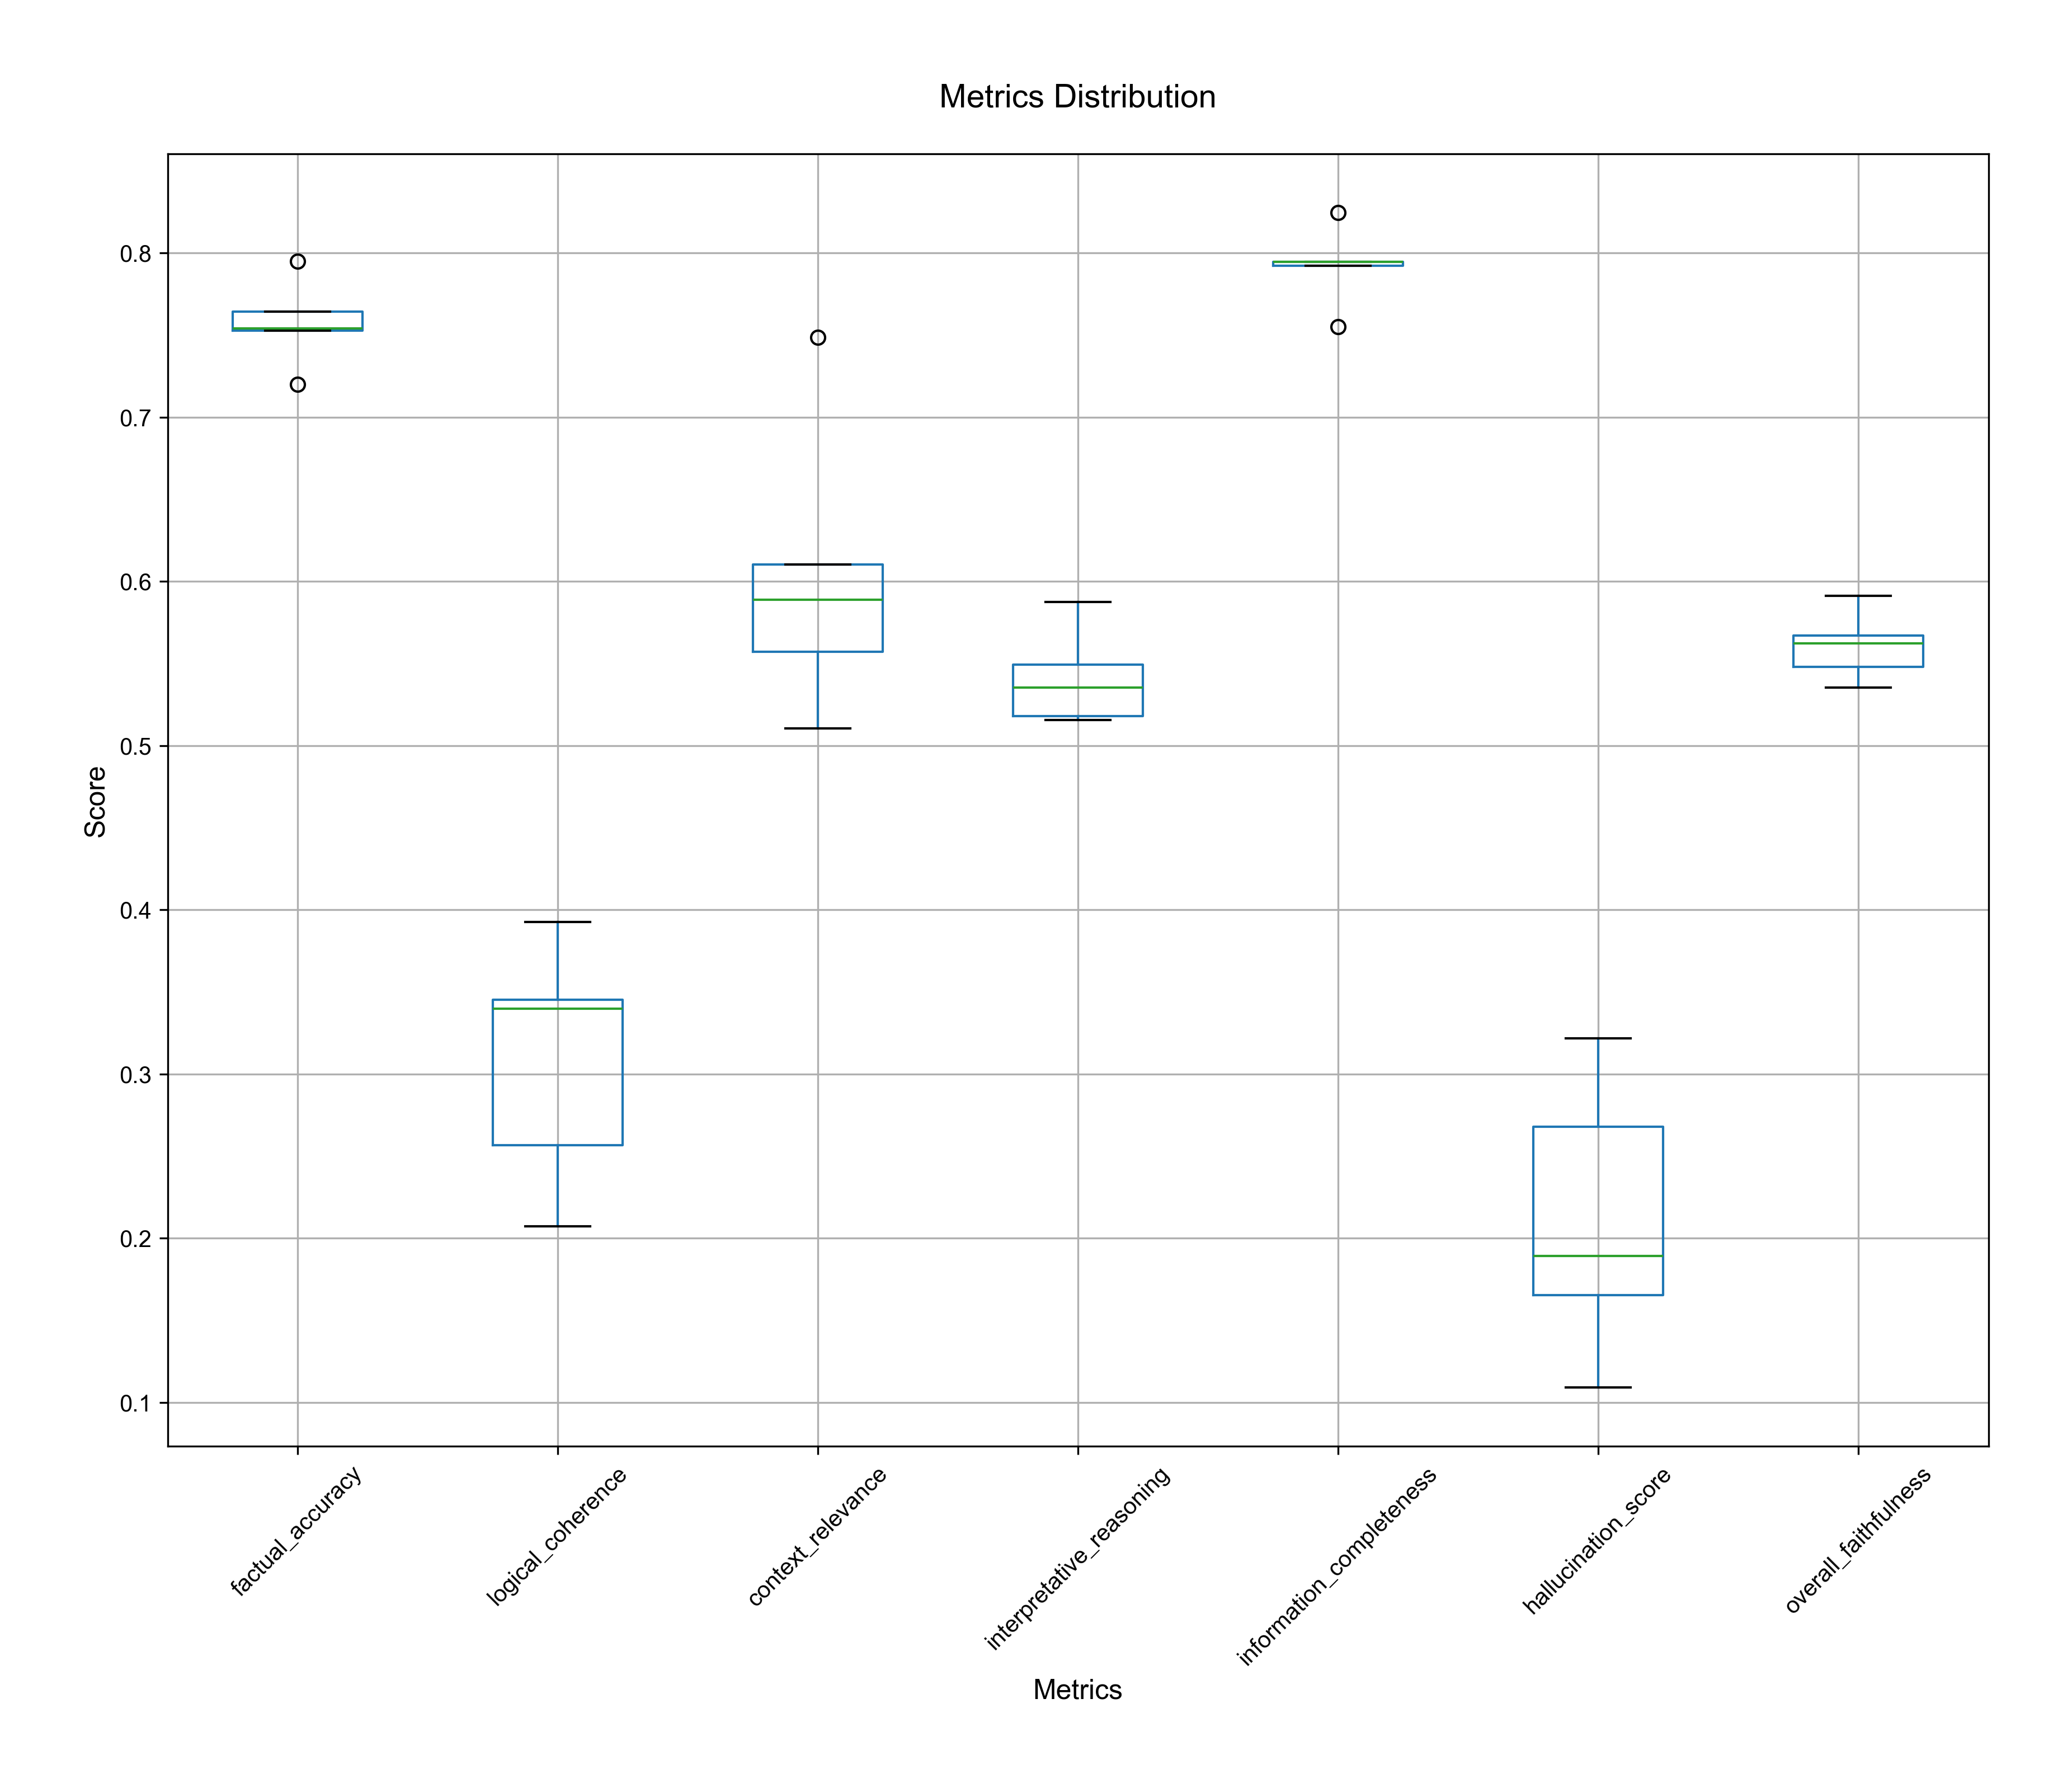 Metrics Distribution
Score
0.8
0.7
0.6
0.5
0.4
0.3
0.2
0.1
factual_accuracy
logical_coherence
context_relevance
interpretative_reasoning
information_completeness
hallucination_score
overall_faithfulness
Metrics